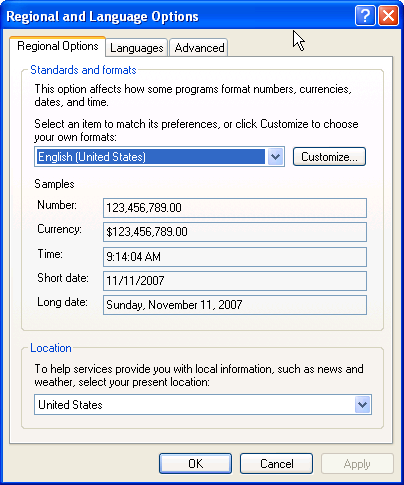 Regional and Language Options
Regional Options Languages Advanced
Standards and formats
This option affects how some programs format numbers, currencies,
dates, and time.
Select an item to match its preferences, or click Customize to choose
your own formats:
English (United States) Customize...
Samples
Number: 123,456,789.00
Currency: $123,456,789.00
Time: 9:14:04 AM
Short date: 11/11/2007
Long date: Sunday, November 11, 2007
Location
To help services provide you with local information, such as news and
weather, select your present location:
United States
OK Cancel Apply